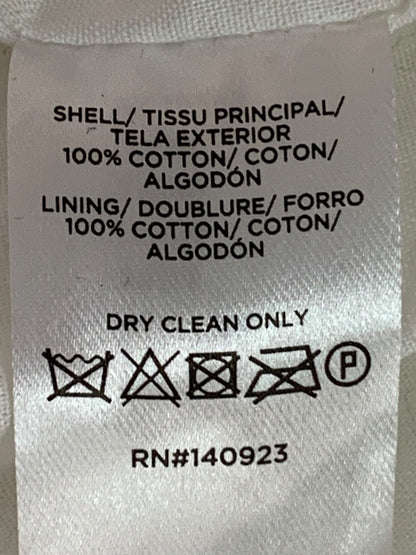 SHELL/ TISSU PRINCIPAL/
TELA EXTERIOR
100% COTTON/ COTON/
ALGODÓN
LINING/ DOUBLURE/ FORRO
100% COTTON/ COTON/
ALGODÓN
DRY CLEAN ONLY
P
RN#140923